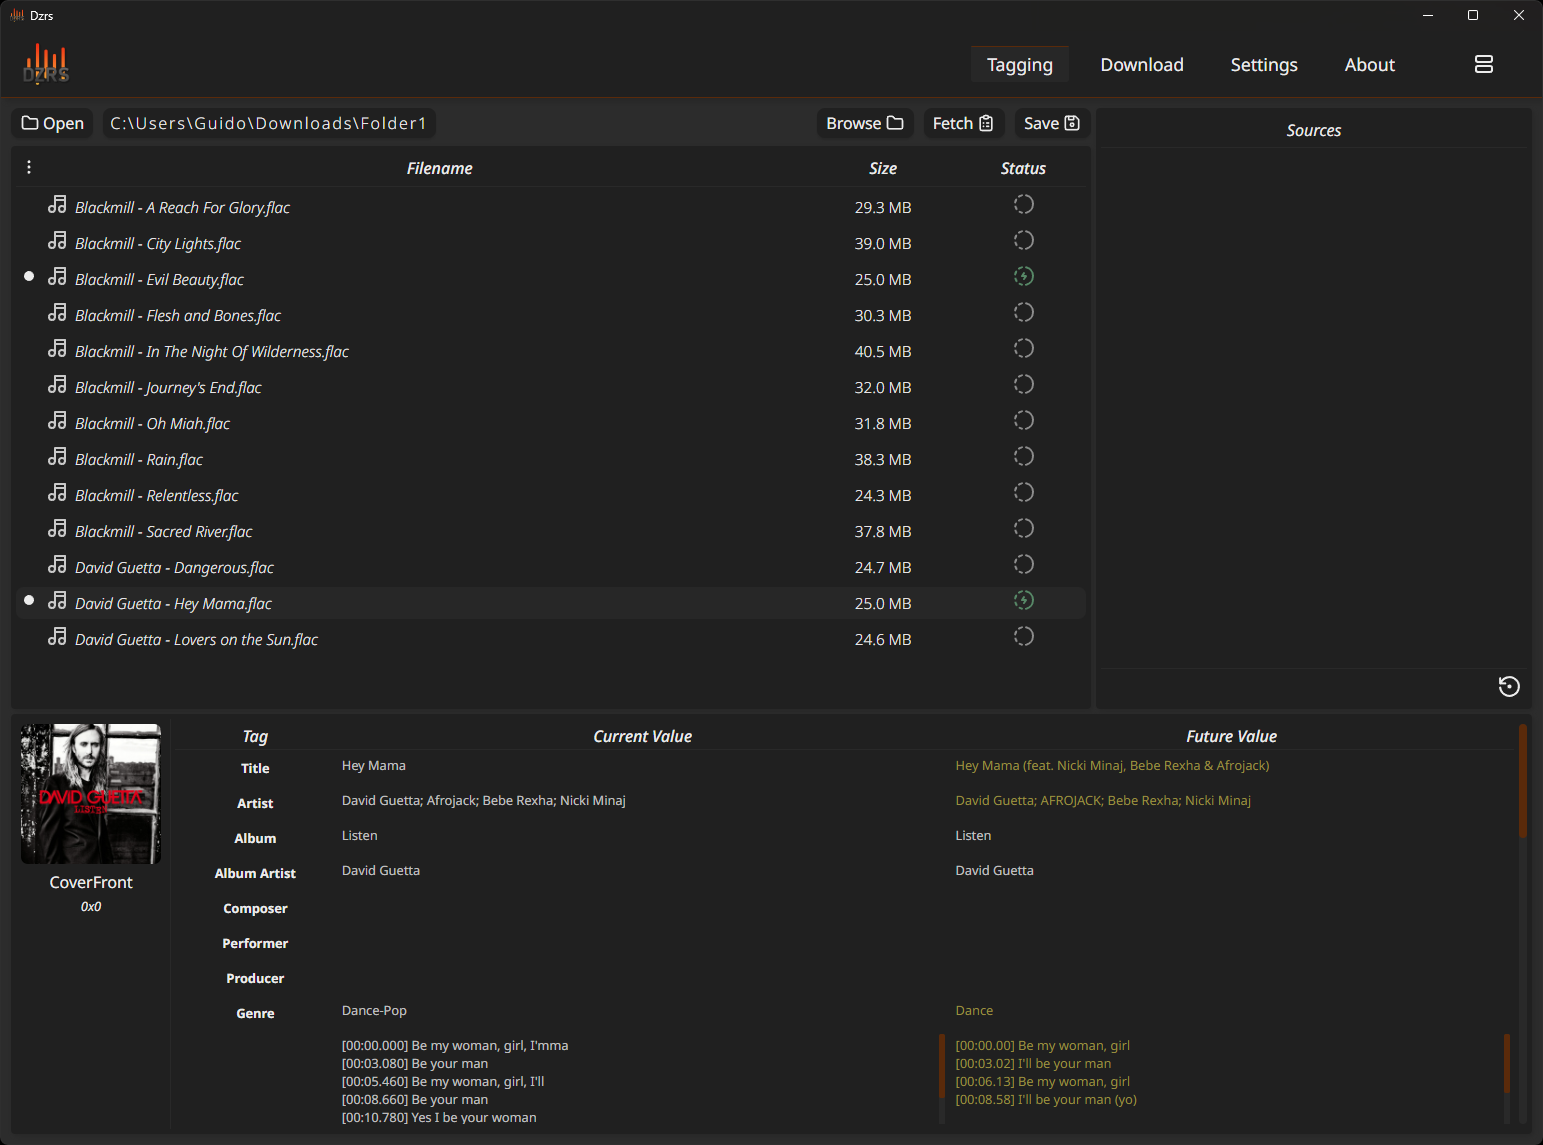 Dzrs
DZRS
Tagging Download Settings About
Open C:\Users\Guido\Downloads\Folder1 Browse Fetch Save
Sources
Filename Size Status
Blackmill - A Reach For Glory.flac 29.3 MB
Blackmill - City Lights.flac 39.0 MB
Blackmill - Evil Beauty.flac 25.0 MB
Blackmill - Flesh and Bones.flac 30.3 MB
Blackmill - In The Night Of Wilderness.flac 40.5 MB
Blackmill - Journey's End.flac 32.0 MB
Blackmill - Oh Miah.flac 31.8 MB
Blackmill - Rain.flac 38.3 MB
Blackmill - Relentless.flac 24.3 MB
Blackmill - Sacred River.flac 37.8 MB
David Guetta - Dangerous.flac 24.7 MB
David Guetta - Hey Mama.flac 25.0 MB
David Guetta - Lovers on the Sun.flac 24.6 MB
DAVID GUETTA
LISTEN
CoverFront
0x0
Tag Current Value Future Value
Title Hey Mama Hey Mama (feat. Nicki Minaj, Bebe Rexha & Afrojack)
Artist David Guetta; Afrojack; Bebe Rexha; Nicki Minaj David Guetta; AFROJACK; Bebe Rexha; Nicki Minaj
Album Listen Listen
Album Artist David Guetta David Guetta
Composer
Performer
Producer
Genre Dance-Pop Dance
[00:00.000] Be my woman, girl, I'mma [00:00.00] Be my woman, girl
[00:03.080] Be your man [00:03.02] I'll be your man
[00:05.460] Be my woman, girl, I'll [00:06.13] Be my woman, girl
[00:08.660] Be your man [00:08.58] I'll be your man (yo)
[00:10.780] Yes I be your woman